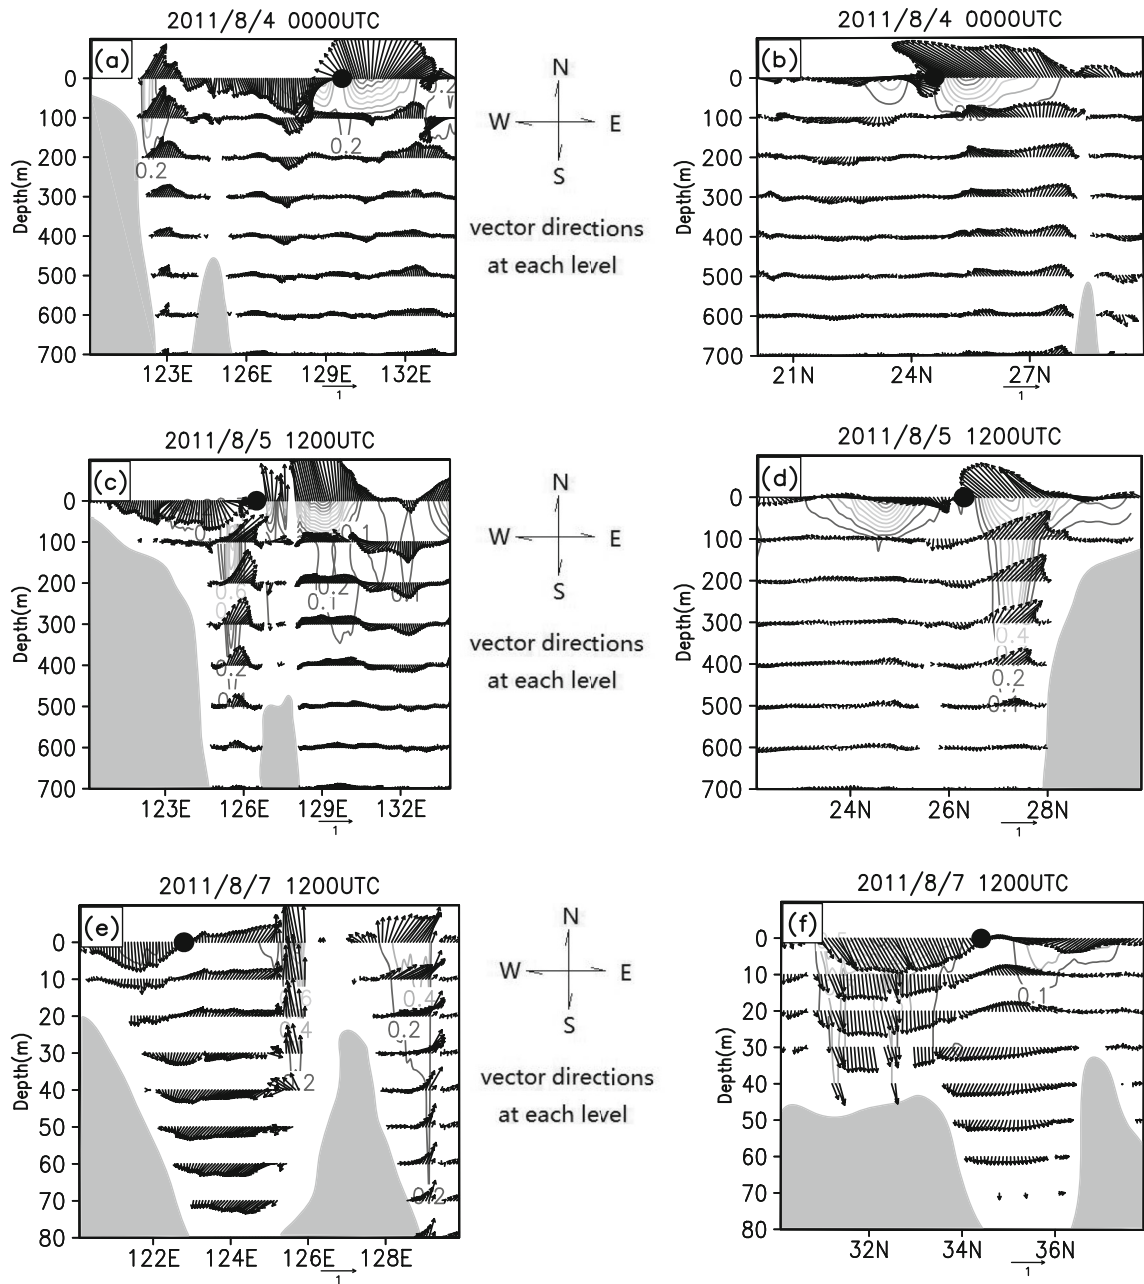 2011/8/4 0000UTC
2011/8/4 0000UTC
(a)
0
100
200
300
400
500
600
700
Depth(m)
0.2
0.2
0.2
123E
126E
129E
132E
1
N
W
E
S
vector directions
at each level
(b)
0
100
200
300
400
500
600
700
Depth(m)
21N
24N
27N
1
2011/8/5 1200UTC
2011/8/5 1200UTC
(c)
0
100
200
300
400
500
600
700
Depth(m)
0.1
0.2
0.1
0.2
123E
126E
129E
132E
1
N
W
E
S
vector directions
at each level
(d)
0
100
200
300
400
500
600
700
Depth(m)
0.4
0.2
0.1
24N
26N
28N
1
2011/8/7 1200UTC
2011/8/7 1200UTC
(e)
0
10
20
30
40
50
60
70
80
Depth(m)
0.4
0.2
0.2
122E
124E
126E
128E
1
N
W
E
S
vector directions
at each level
(f)
0
10
20
30
40
50
60
70
80
Depth(m)
0.1
32N
34N
36N
1